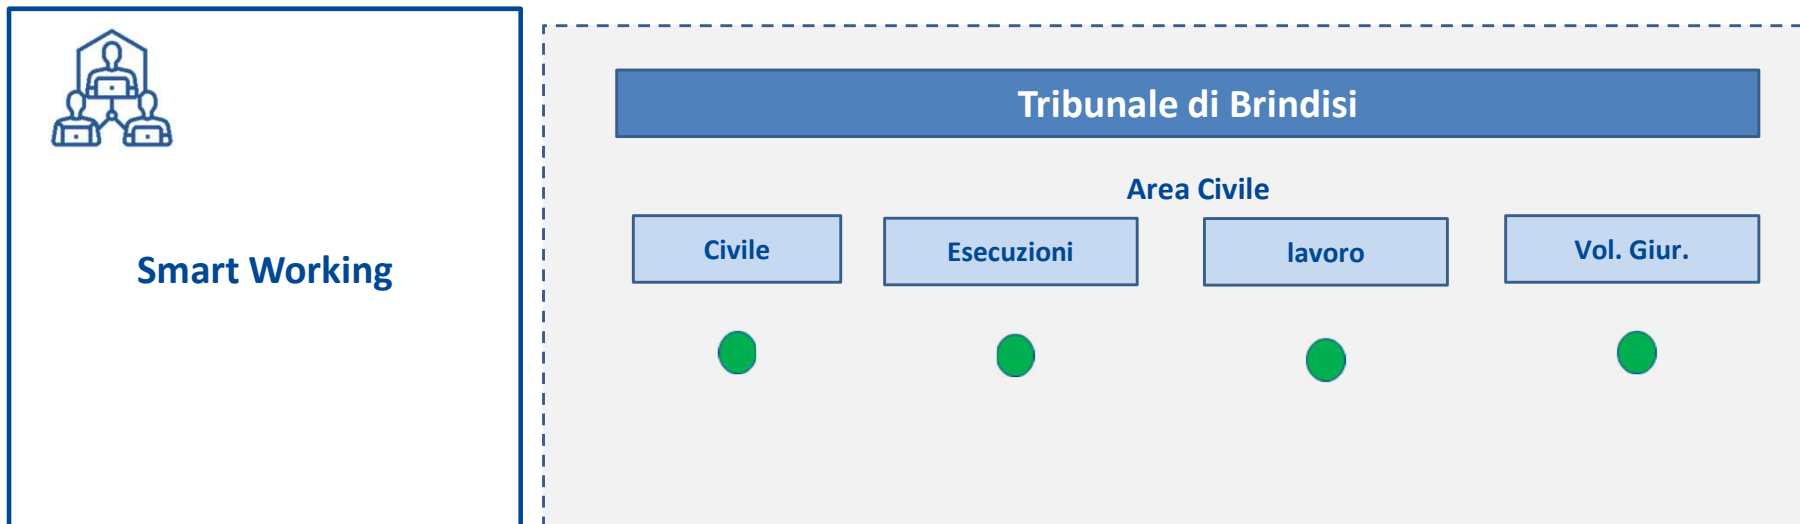 Smart Working
Tribunale di Brindisi
Area Civile
Civile
Esecuzioni
lavoro
Vol. Giur.